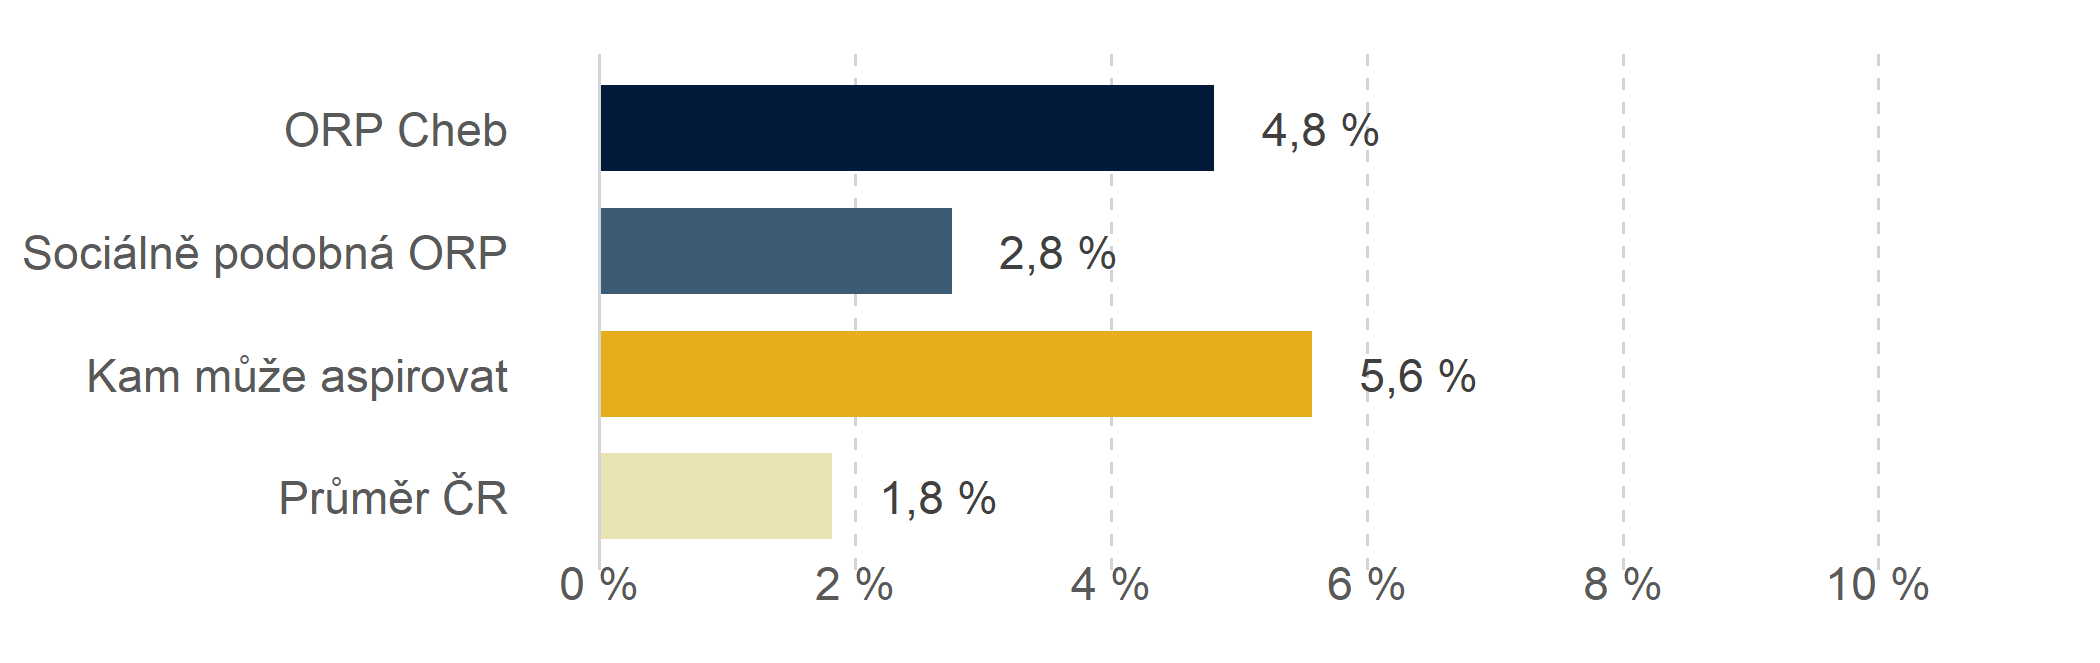 ORP Cheb
4,8 %
Sociálně podobná ORP
2,8 %
Kam může aspirovat
5,6 %
Průměr ČR
1,8 %
0 % 2 % 4 % 6 % 8 % 10 %